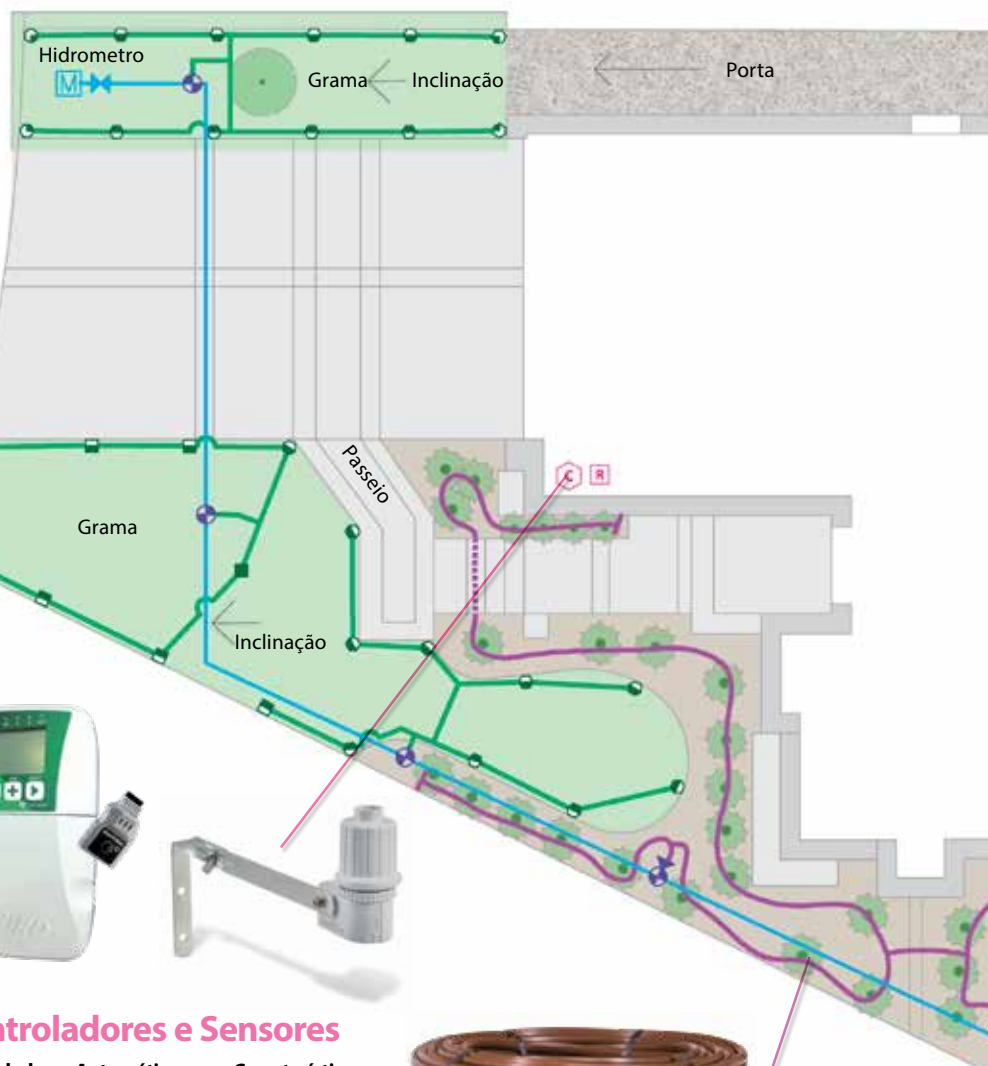 Hidrometro
M
Grama
Inclinação
Porta
Passeio
C
R
Grama
Inclinação
ntroladores e Sensores